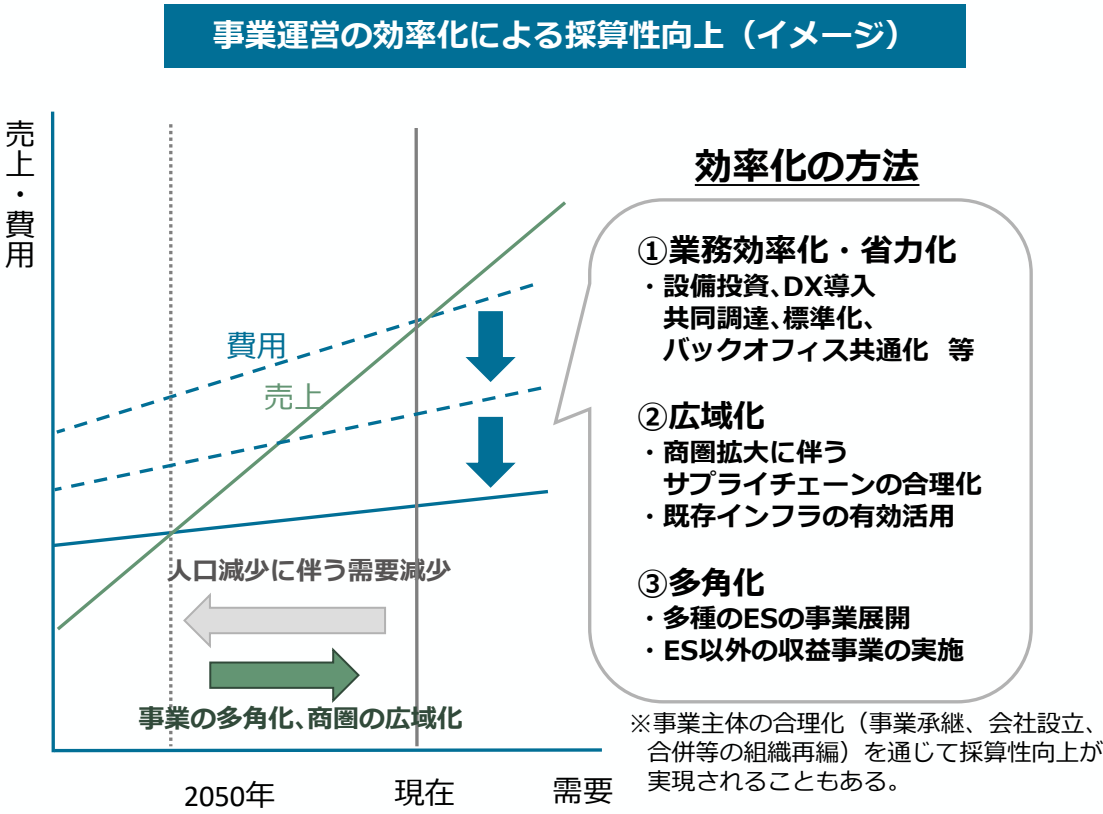 事業運営の効率化による採算性向上（イメージ）
売上・費用
費用
売上
人口減少に伴う需要減少
事業の多角化、商圏の広域化
2050年
現在
需要
効率化の方法
①業務効率化・省力化
・設備投資、DX導入
共同調達、標準化、
バックオフィス共通化 等
②広域化
・商圏拡大に伴う
サプライチェーンの合理化
・既存インフラの有効活用
③多角化
・多種のESの事業展開
・ES以外の収益事業の実施
※事業主体の合理化（事業承継、会社設立、
合併等の組織再編）を通じて採算性向上が
実現されることもある。